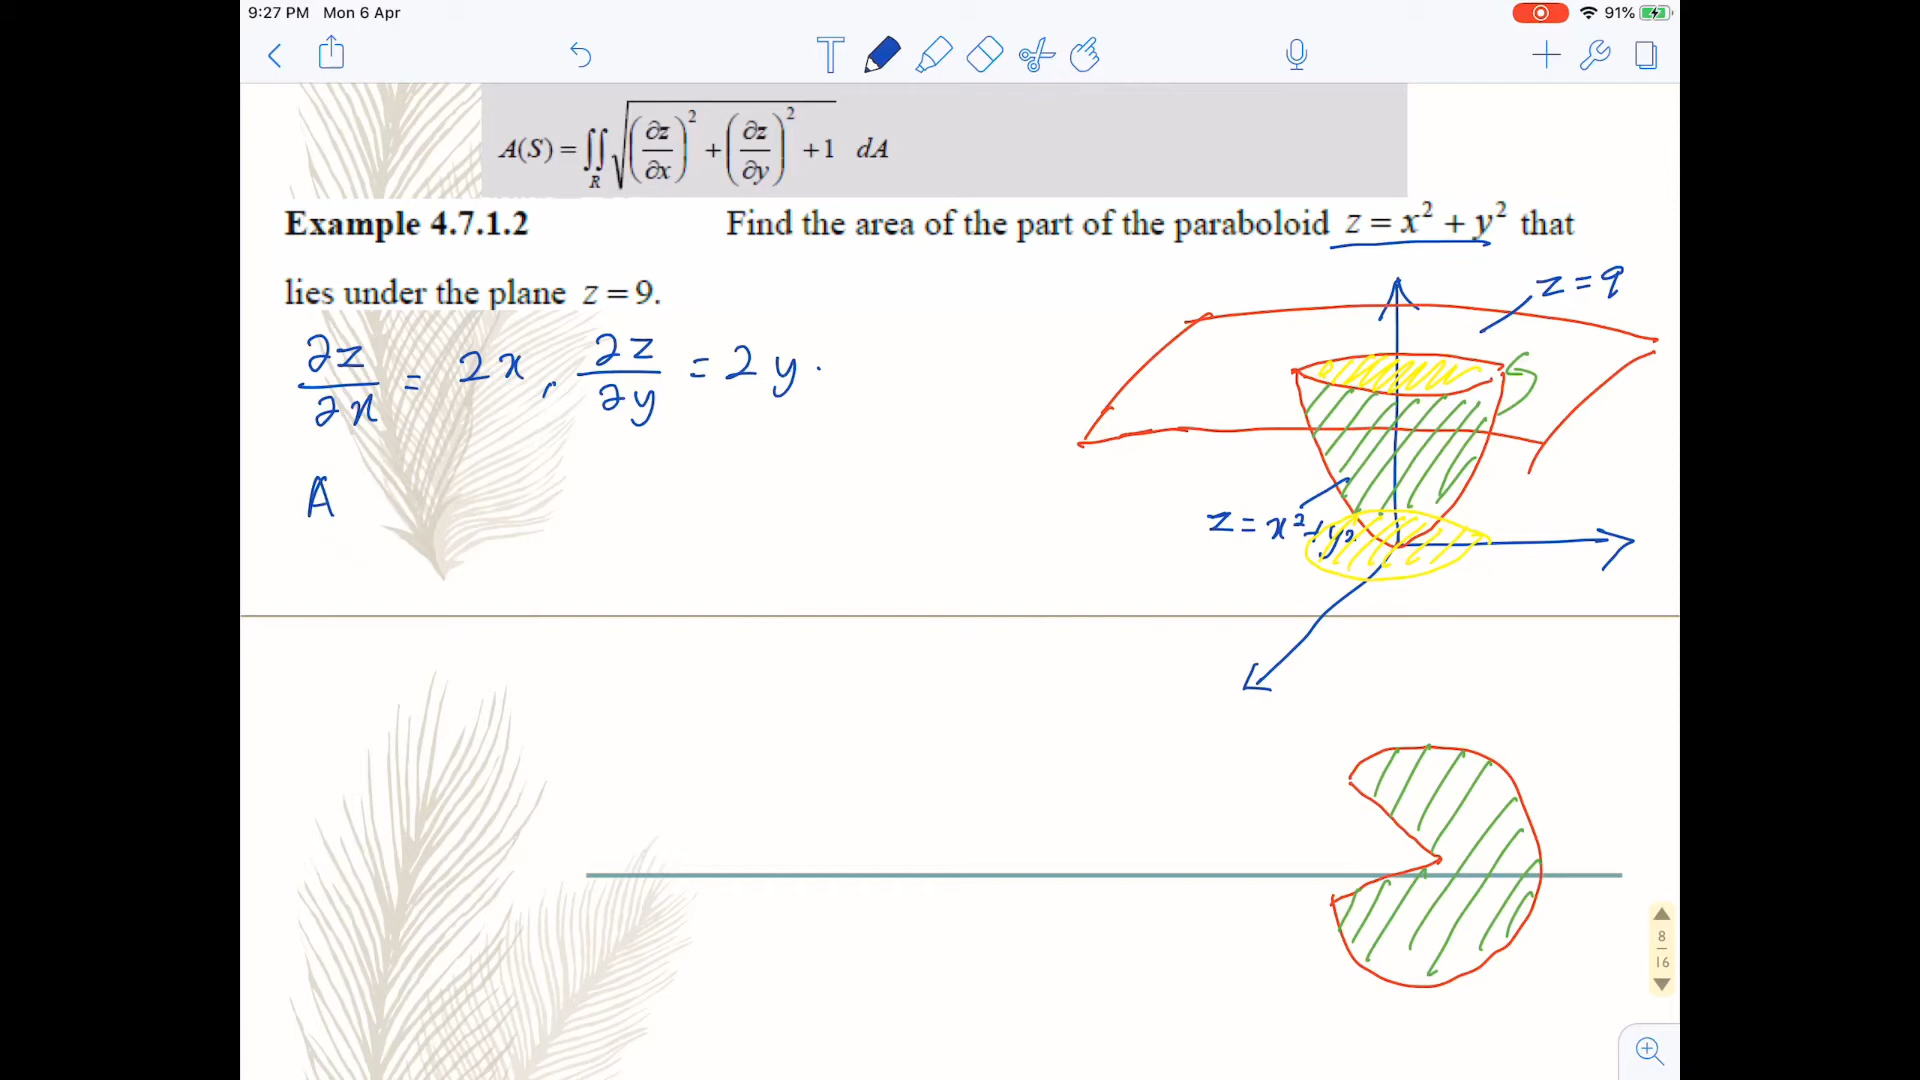 9:27 PM Mon 6 Apr
91%
T
A(S) = ∬_R √((∂z/∂x)² + (∂z/∂y)² + 1) dA
Example 4.7.1.2 Find the area of the part of the paraboloid z = x² + y² that
lies under the plane z = 9.
z = 9
∂z/∂x = 2x, ∂z/∂y = 2y.
A
z = x² + y²
8
16